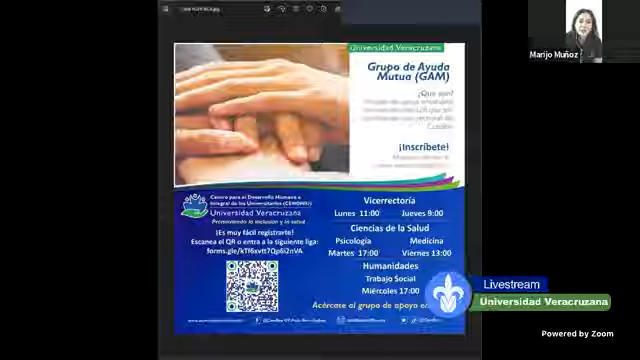 Universidad Veracruzana
Grupo de Ayuda
Mutua (GAM)
¿Qué son?
¡Inscríbete!
Centro para el Desarrollo Humano e
Integral de los Universitarios (CENDHIU)
Universidad Veracruzana
Promoviendo la inclusión y la salud
¡Es muy fácil registrarte!
Escanea el QR o entra a la siguiente liga:
forms.gle/kTf6xvtt7Qp6i2nVA
Vicerrectoría
Lunes 11:00 Jueves 9:00
Ciencias de la Salud
Psicología Medicina
Martes 17:00 Viernes 13:00
Humanidades
Trabajo Social
Miércoles 17:00
Acércate al grupo de apoyo
Marijo Muñoz
Livestream
Universidad Veracruzana
Powered by Zoom